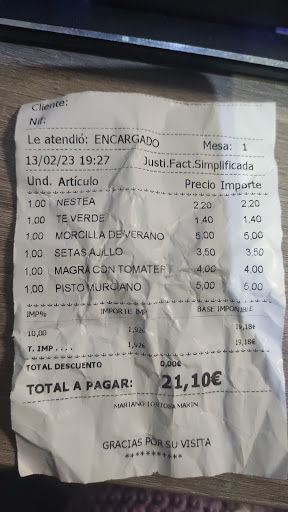 Cliente:
Nif:
Le atendió: ENCARGADO Mesa: 1
13/02/23 19:27 Justi.Fact.Simplificada
Und. Artículo Precio Importe
1,00 NESTEA 2,20 2,20
1,00 TE VERDE 1,40 1,40
1,00 MORCILLA DE VERANO 5,00 5,00
1,00 SETAS AJILLO 3,50 3,50
1,00 MAGRA CON TOMATE 4,00 4,00
1,00 PISTO MURCIANO 5,00 5,00
IMP% IMPORTE IMP BASE IMPONIBLE
10,00 1,92€ 19,18€
T. IMP .... 1,92€ 19,18€
TOTAL DESCUENTO 0,00€
TOTAL A PAGAR: 21,10€
MARIANO TORTOSA MARIN
GRACIAS POR SU VISITA
***********